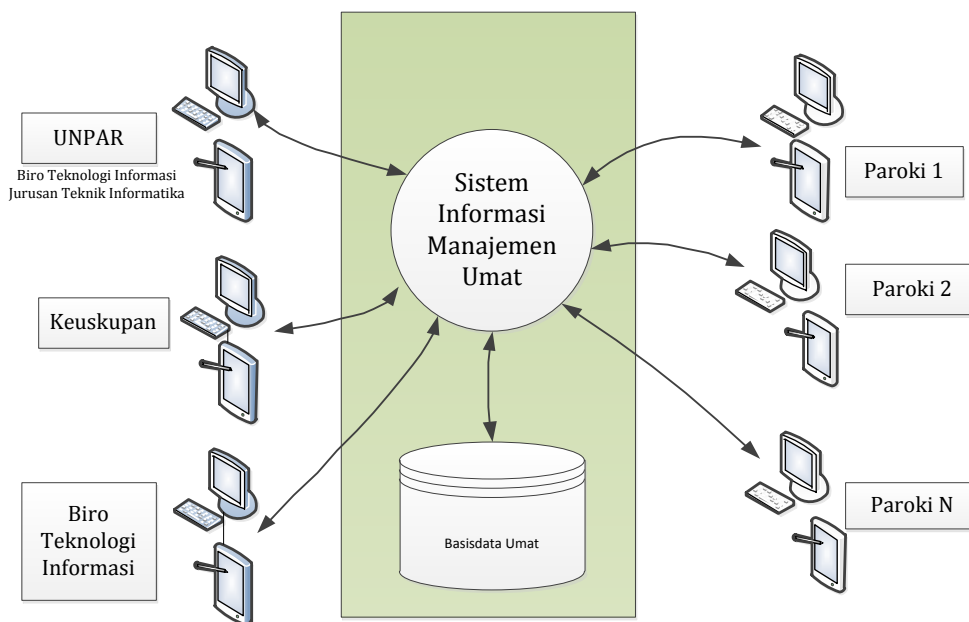 UNPAR
Biro Teknologi Informasi
Jurusan Teknik Informatika
Keuskupan
Biro
Teknologi
Informasi
Sistem
Informasi
Manajemen
Umat
Basisdata Umat
Paroki 1
Paroki 2
Paroki N